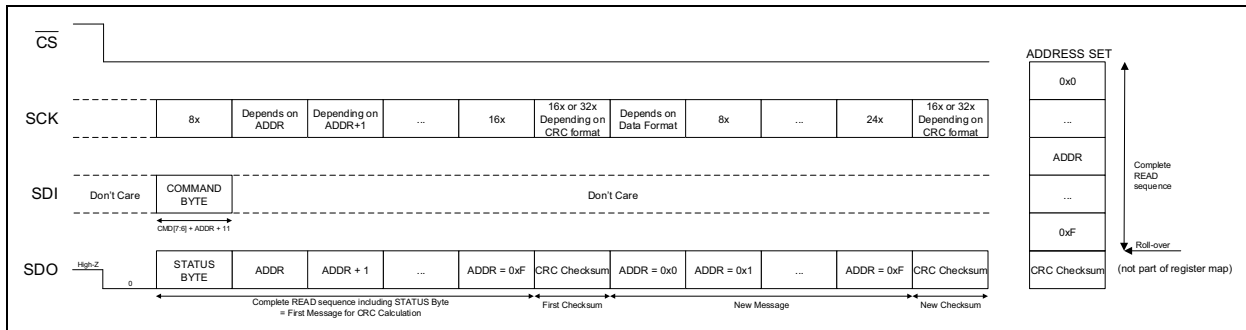 CS
ADDRESS SET
0x0
SCK
8x
Depends on
ADDR
Depending on
ADDR+1
...
16x
16x or 32x
Depending on
CRC format
Depends on
Data Format
8x
...
24x
16x or 32x
Depending on
CRC format
...
ADDR
Complete
READ
sequence
SDI
Don't Care
COMMAND
BYTE
Don't Care
...
CMD[7:6] + ADDR + 11
0xF
Roll-over
SDO
High-Z
0
STATUS
BYTE
ADDR
ADDR + 1
...
ADDR = 0xF
CRC Checksum
ADDR = 0x0
ADDR = 0x1
...
ADDR = 0xF
CRC Checksum
CRC Checksum
(not part of register map)
Complete READ sequence including STATUS Byte
= First Message for CRC Calculation
First Checksum
New Message
New Checksum